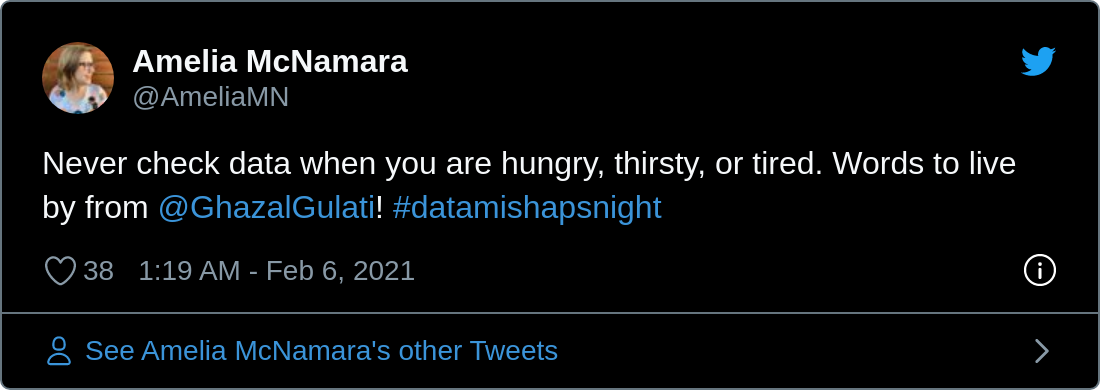 Amelia McNamara
@AmeliaMN
Never check data when you are hungry, thirsty, or tired. Words to live
by from @GhazalGulati! #datamishapsnight
38 1:19 AM - Feb 6, 2021
See Amelia McNamara's other Tweets